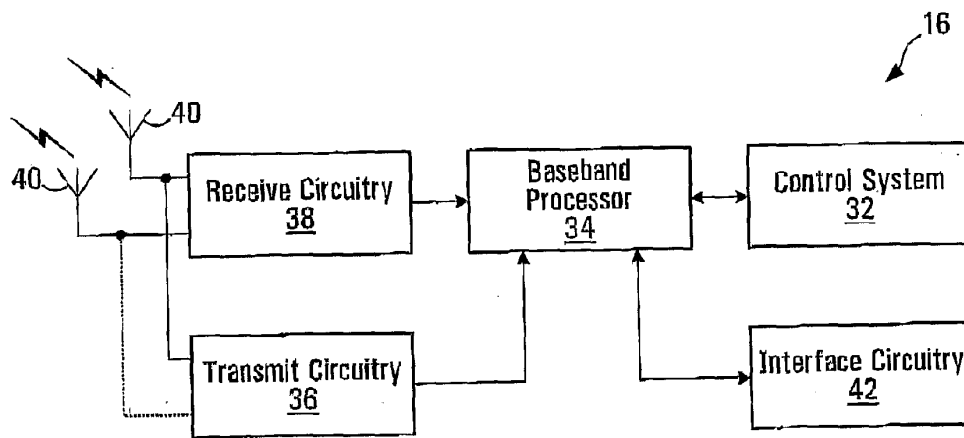 16
40
40
Receive Circuitry
38
Baseband
Processor
34
Control System
32
Transmit Circuitry
36
Interface Circuitry
42